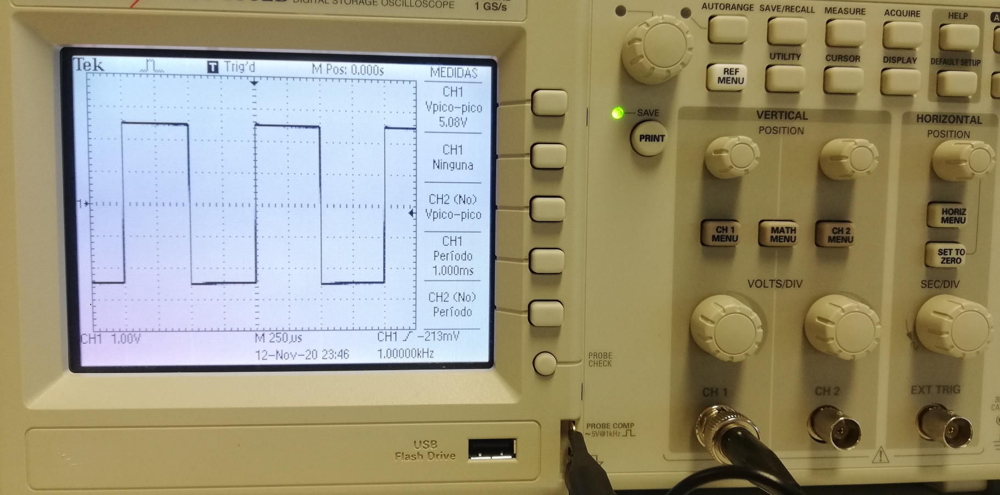 DIGITAL STORAGE OSCILLOSCOPE
1 GS/s
Tek
T Trig'd
M Pos: 0.000s
MEDIDAS
CH1
Vpico-pico
5.08V
CH1
Ninguna
CH2 (No)
Vpico-pico
CH1
Período
1.000ms
CH2 (No)
Período
1
CH1 1.00V
M 250µs
CH1
-213mV
12-Nov-20 23:46
1.00000kHz
AUTORANGE
SAVE/RECALL
MEASURE
ACQUIRE
HELP
REF
MENU
UTILITY
CURSOR
DISPLAY
DEFAULT SETUP
SAVE
PRINT
VERTICAL
POSITION
HORIZONTAL
POSITION
CH 1
MENU
MATH
MENU
CH 2
MENU
HORIZ
MENU
SET TO
ZERO
VOLTS/DIV
SEC/DIV
PROBE
CHECK
CH 1
CH 2
EXT TRIG
PROBE COMP
~5V@1kHz
USB
Flash Drive